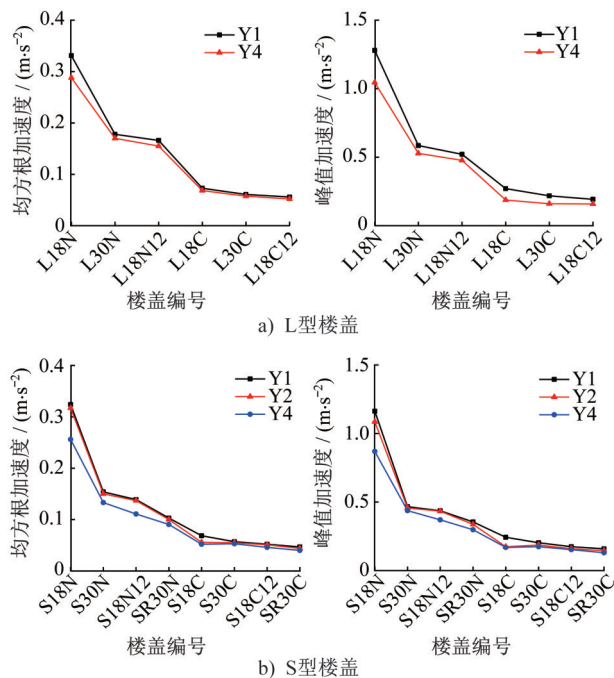 均方根加速度 / (m·s⁻²)
0.4
0.3
0.2
0.1
0
Y1
Y4
L18N
L30N
L18N12
L18C
L30C
L18C12
楼盖编号
峰值加速度 / (m·s⁻²)
1.5
1.0
0.5
0
Y1
Y4
L18N
L30N
L18N12
L18C
L30C
L18C12
楼盖编号
a) L型楼盖
均方根加速度 / (m·s⁻²)
0.4
0.3
0.2
0.1
0
Y1
Y2
Y4
S18N
S30N
S18N12
SR30N
S18C
S30C
S18C12
SR30C
楼盖编号
峰值加速度 / (m·s⁻²)
1.5
1.0
0.5
0
Y1
Y2
Y4
S18N
S30N
S18N12
SR30N
S18C
S30C
S18C12
SR30C
楼盖编号
b) S型楼盖